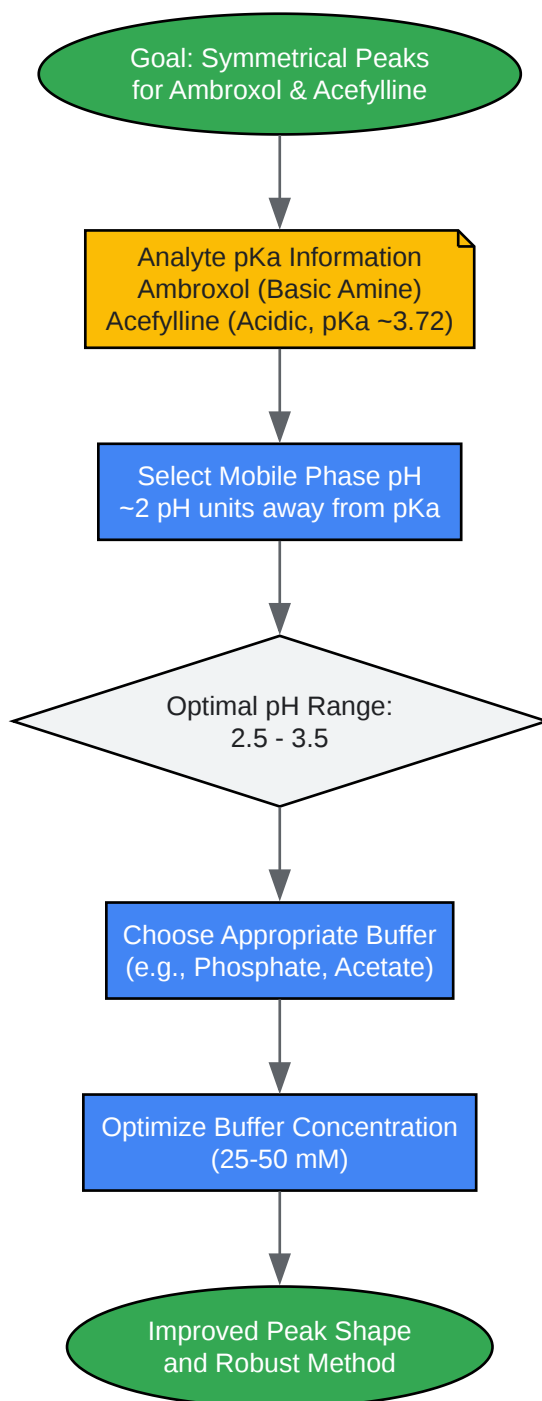 Goal: Symmetrical Peaks
for Ambroxol & Acefylline
Analyte pKa Information
Ambroxol (Basic Amine)
Acefylline (Acidic, pKa ~3.72)
Select Mobile Phase pH
~2 pH units away from pKa
Optimal pH Range:
2.5 - 3.5
Choose Appropriate Buffer
(e.g., Phosphate, Acetate)
Optimize Buffer Concentration
(25-50 mM)
Improved Peak Shape
and Robust Method